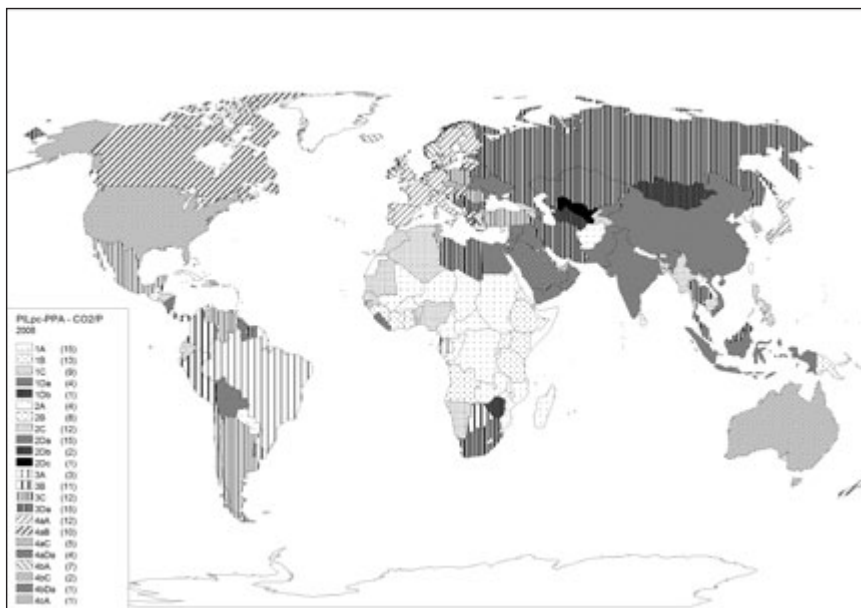 PILpc-PPA - CO2/P
2008
1A (15)
1B (13)
1C (9)
1Da (4)
1Db (1)
2A (4)
2B (8)
2C (12)
2Da (15)
2Db (2)
2Dc (1)
3A (3)
3B (11)
3C (12)
3Da (15)
4aA (12)
4aB (10)
4aC (5)
4aDa (4)
4bA (7)
4bC (2)
4bDa (1)
4cA (1)